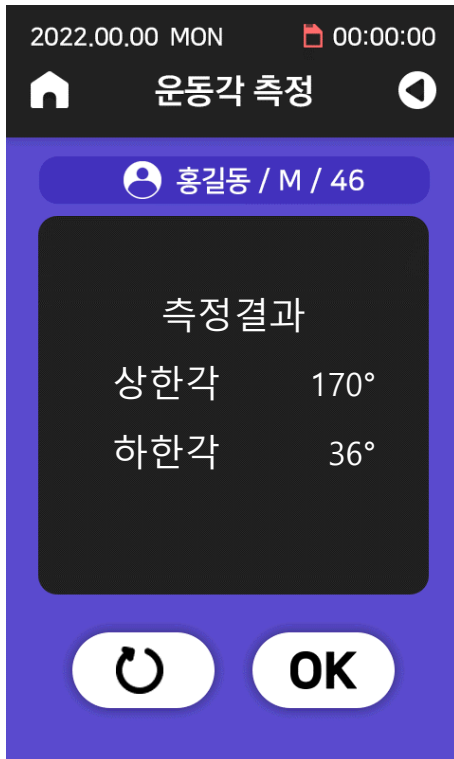 2022.00.00 MON 00:00:00
운동각 측정
홍길동 / M / 46
측정결과
상한각 170°
하한각 36°
OK